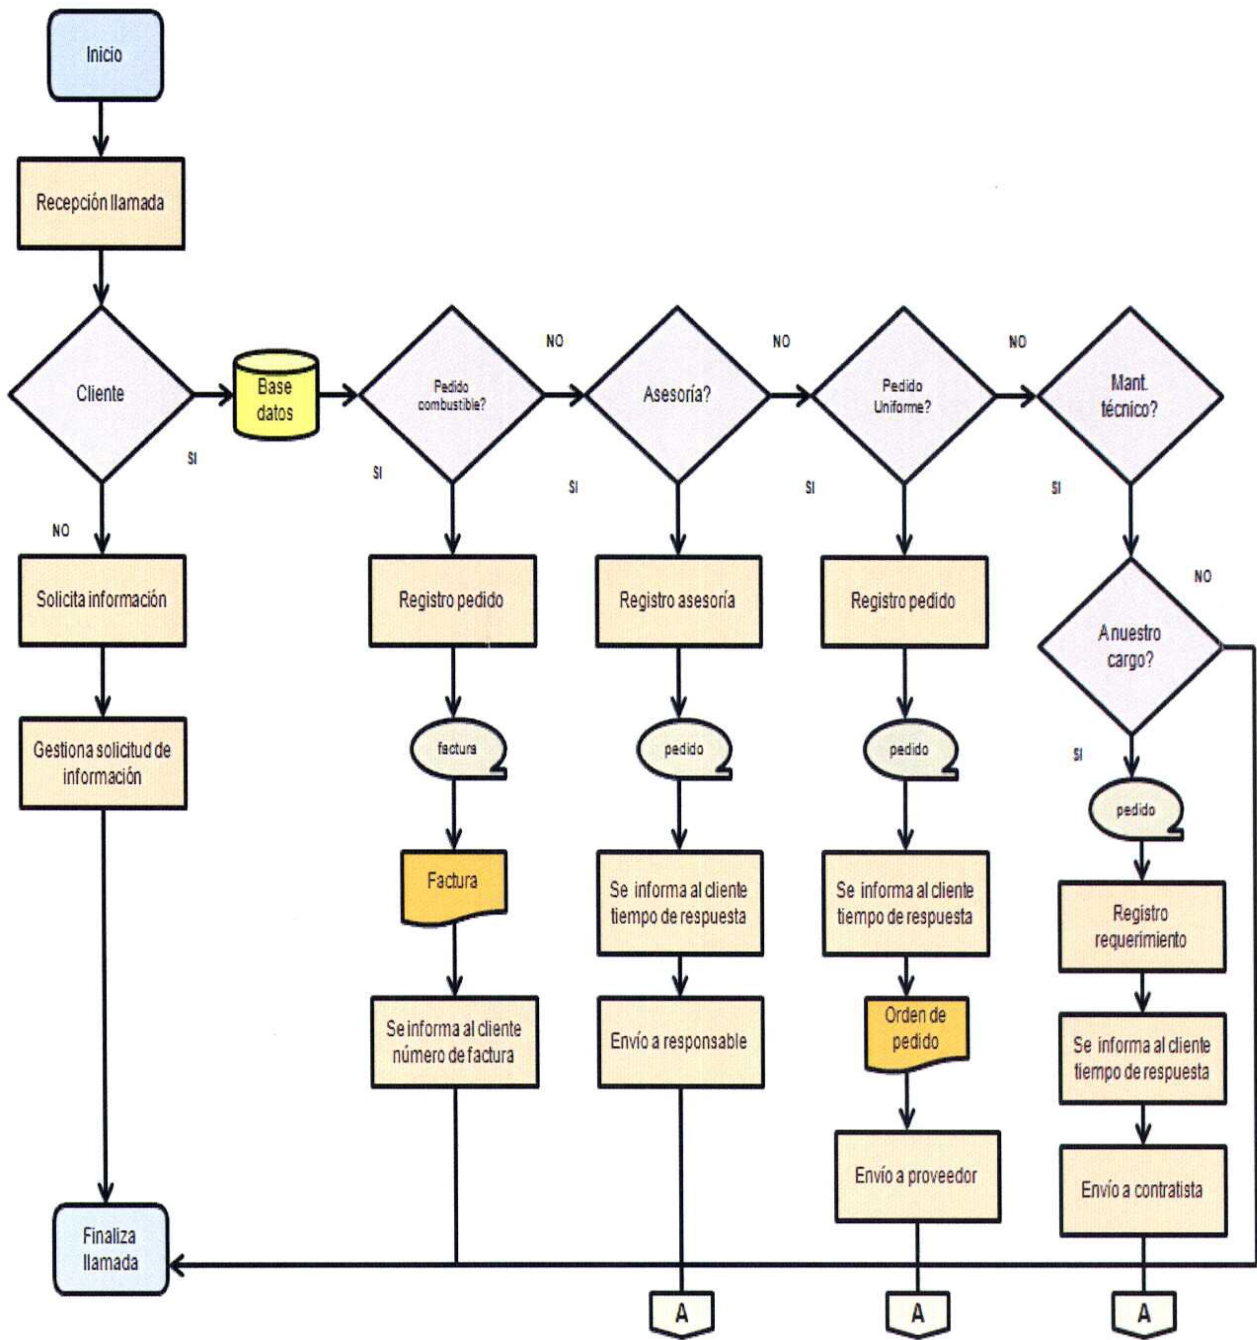 Inicio
Recepción llamada
Cliente
SI
NO
Base
datos
Pedido
combustible?
NO
SI
Asesoría?
NO
SI
Pedido
Uniforme?
NO
SI
Mant.
técnico?
SI
Solicita información
Gestiona solicitud de
información
Registro pedido
factura
Factura
Se informa al cliente
número de factura
Registro asesoría
pedido
Se informa al cliente
tiempo de respuesta
Envío a responsable
A
Registro pedido
pedido
Se informa al cliente
tiempo de respuesta
Orden de
pedido
Envío a proveedor
A
A nuestro
cargo?
NO
SI
pedido
Registro
requerimiento
Se informa al cliente
tiempo de respuesta
Envío a contratista
A
Finaliza
llamada